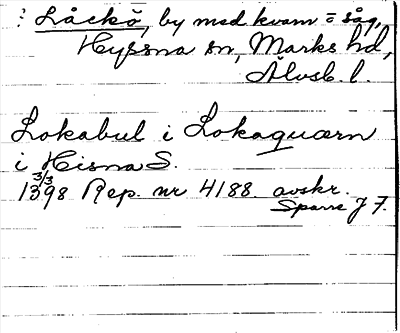 : Låckö, by med kvarn = såg,
Hyssna sn, Marks hd,
Älvsb. l.
Lokabul i Lokaquærn
i Hisna S.
1398 3/3 Rep. nr 4188 avskr.
Sparre J 7.